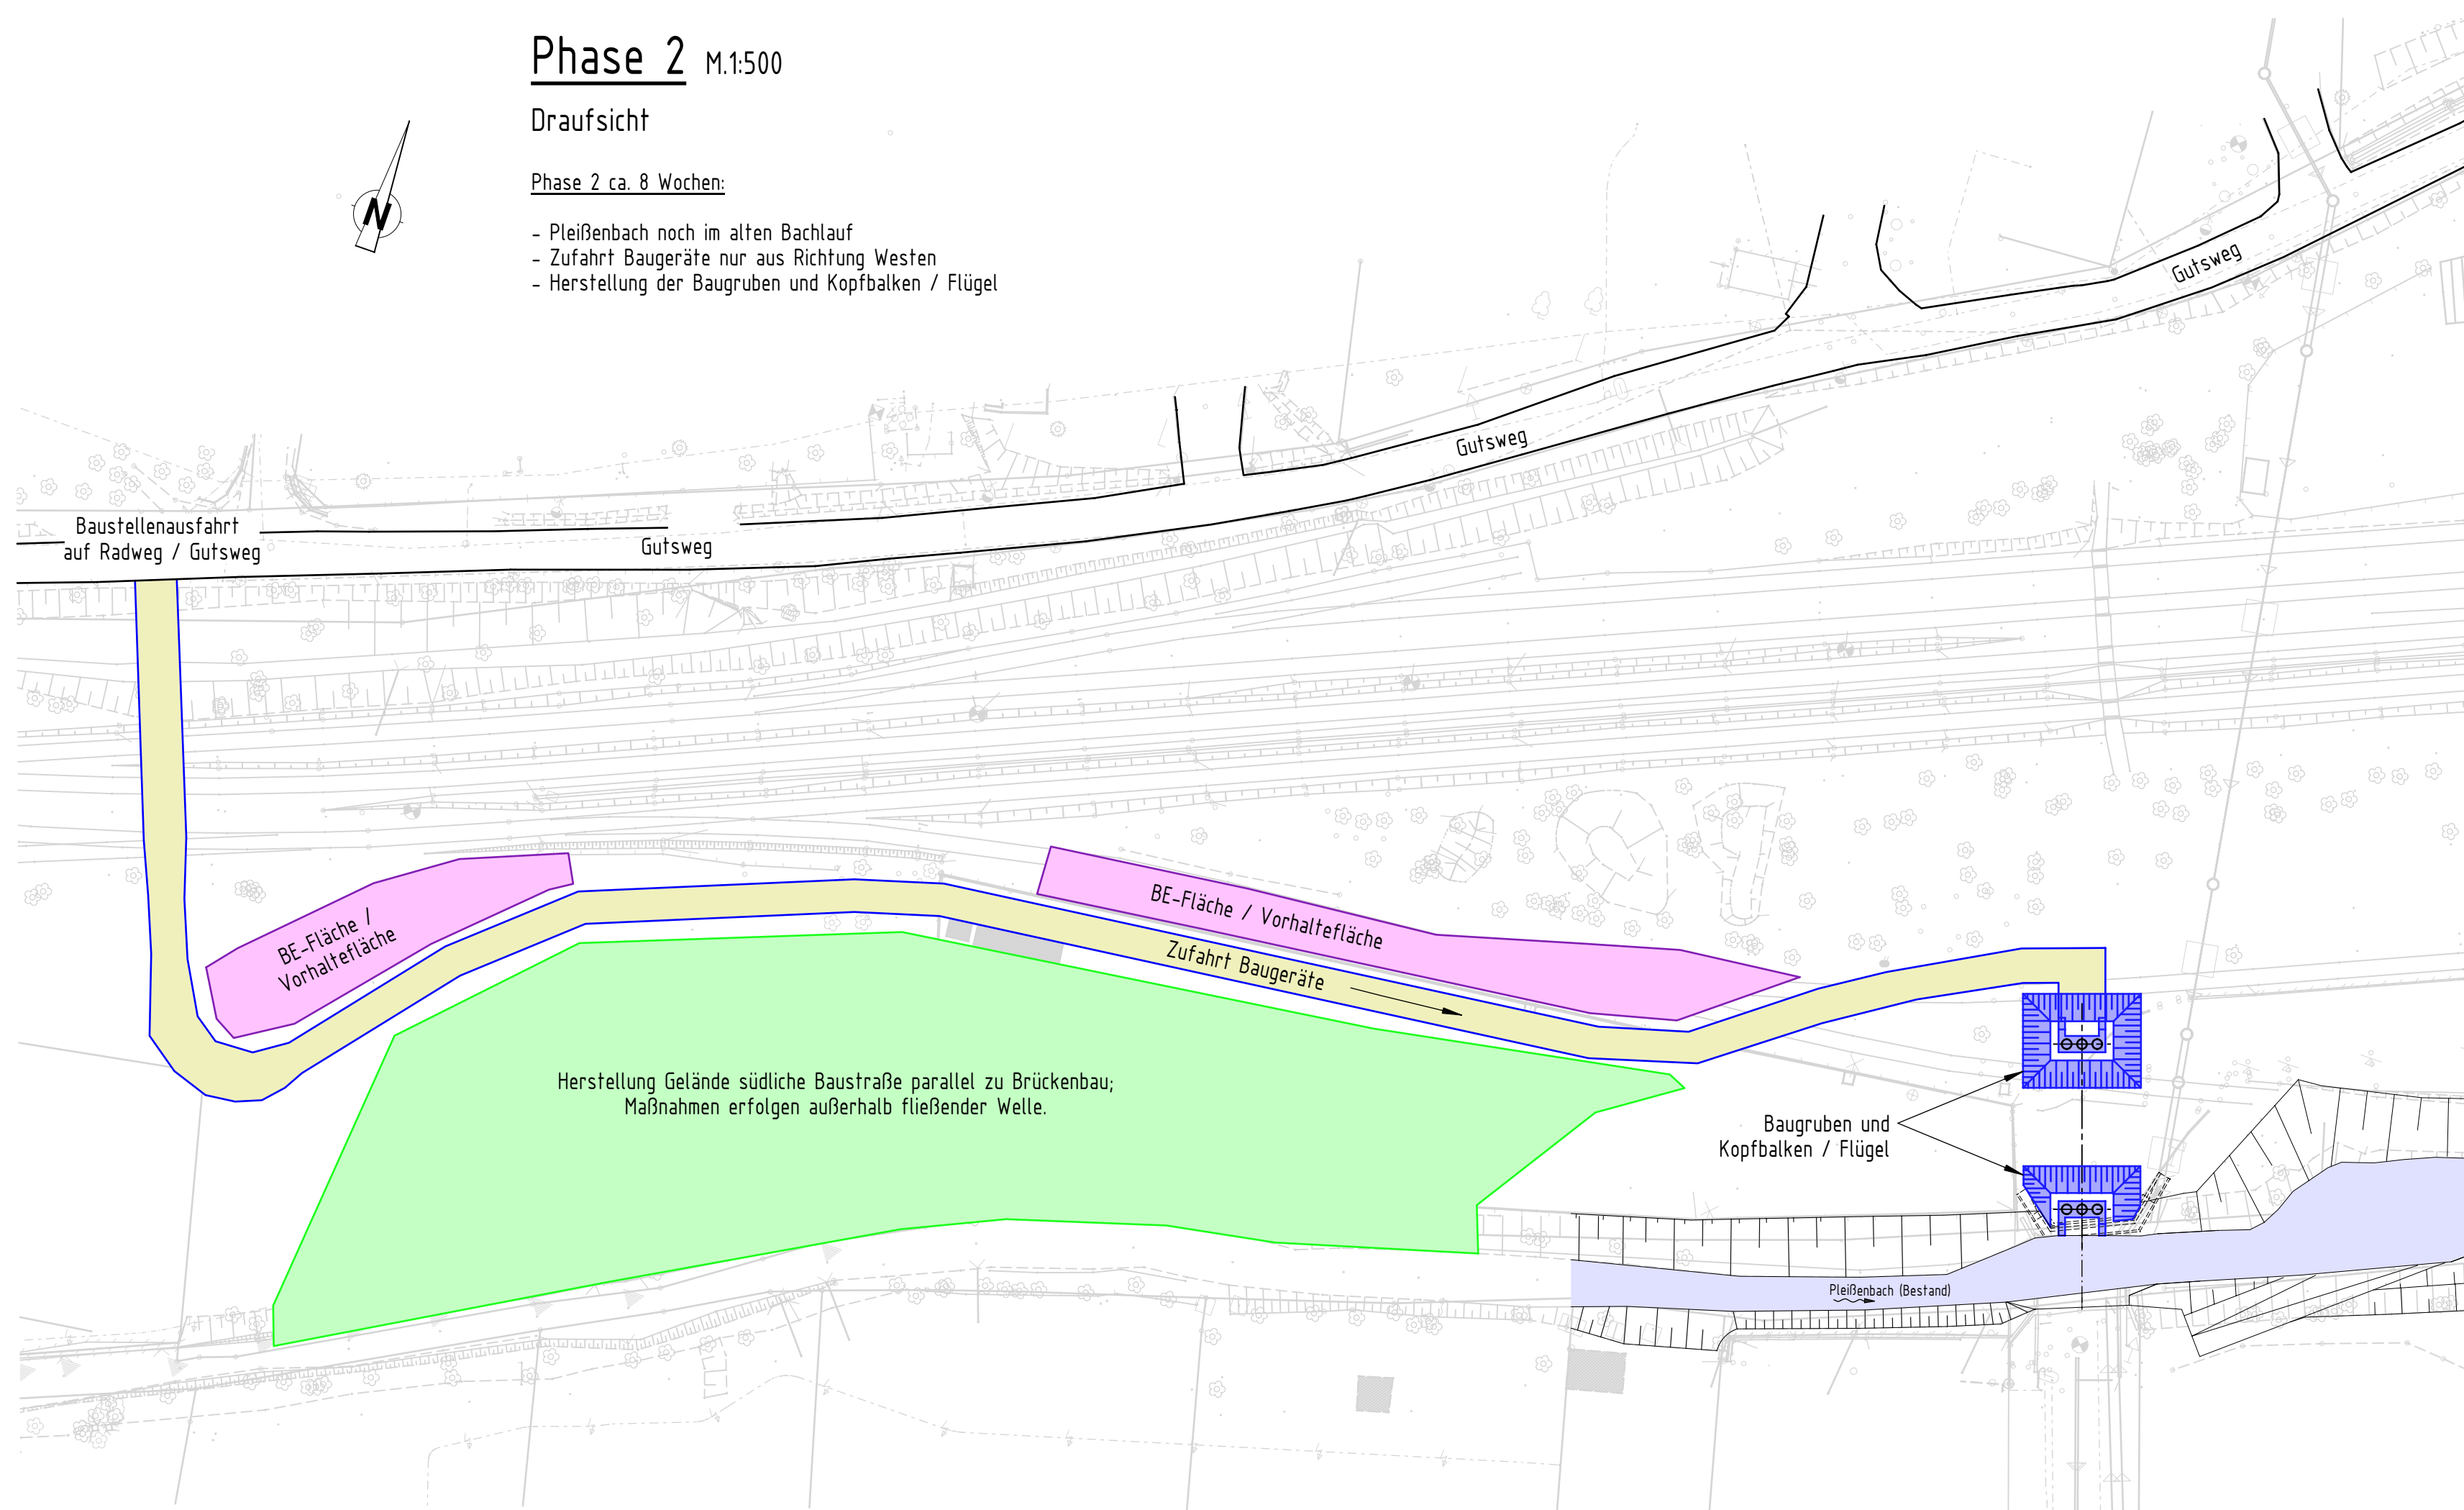 Phase 2 M.1:500
Draufsicht
Phase 2 ca. 8 Wochen:
- Pleißenbach noch im alten Bachlauf
- Zufahrt Baugeräte nur aus Richtung Westen
- Herstellung der Baugruben und Kopfbalken / Flügel
N
Gutsweg
Gutsweg
Baustellenausfahrt
auf Radweg / Gutsweg
Gutsweg
BE-Fläche /
Vorhaltefläche
BE-Fläche / Vorhaltefläche
Zufahrt Baugeräte
Herstellung Gelände südliche Baustraße parallel zu Brückenbau;
Maßnahmen erfolgen außerhalb fließender Welle.
Baugruben und
Kopfbalken / Flügel
Pleißenbach (Bestand)